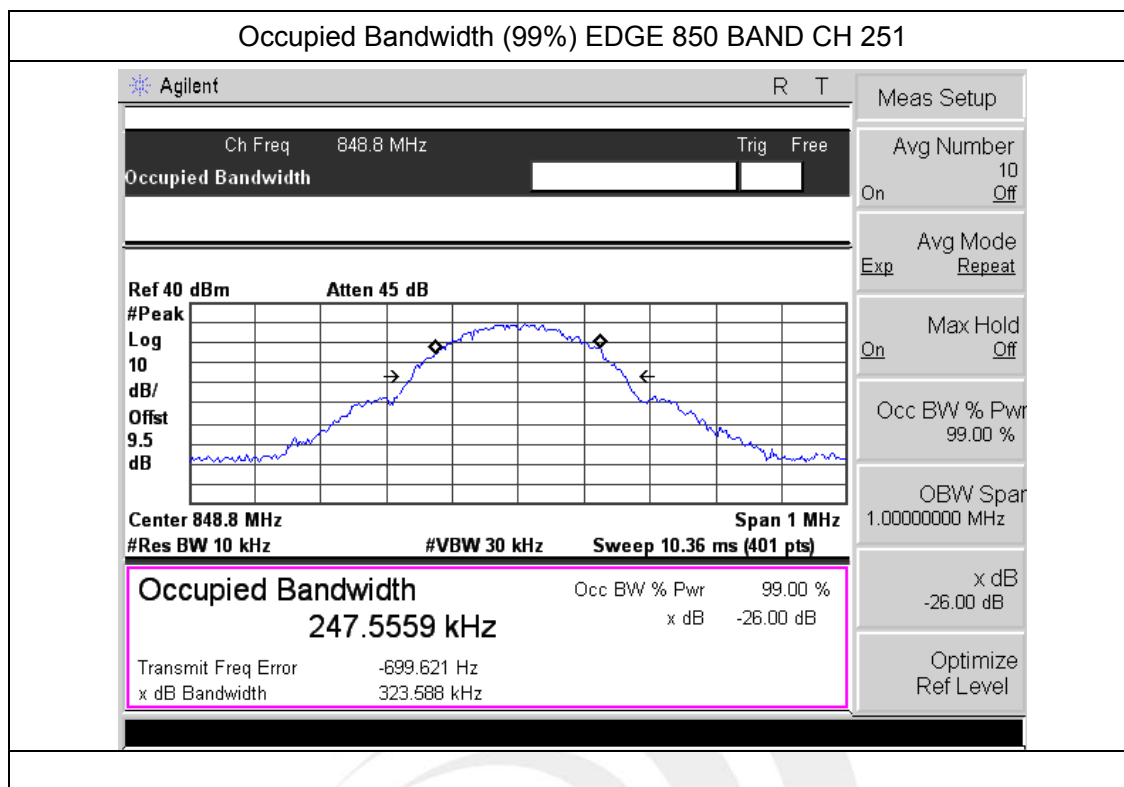 Occupied Bandwidth (99%) EDGE 850 BAND CH 251
Agilent R T
Ch Freq 848.8 MHz Trig Free
Occupied Bandwidth
Ref 40 dBm Atten 45 dB
#Peak
Log
10
dB/
Offst
9.5
dB
Center 848.8 MHz Span 1 MHz
#Res BW 10 kHz #VBW 30 kHz Sweep 10.36 ms (401 pts)
Occupied Bandwidth
247.5559 kHz
Occ BW % Pwr 99.00 %
x dB -26.00 dB
Transmit Freq Error -699.621 Hz
x dB Bandwidth 323.588 kHz
Meas Setup
Avg Number
10
On Off
Avg Mode
Exp Repeat
Max Hold
On Off
Occ BW % Pwr
99.00 %
OBW Span
1.00000000 MHz
x dB
-26.00 dB
Optimize
Ref Level